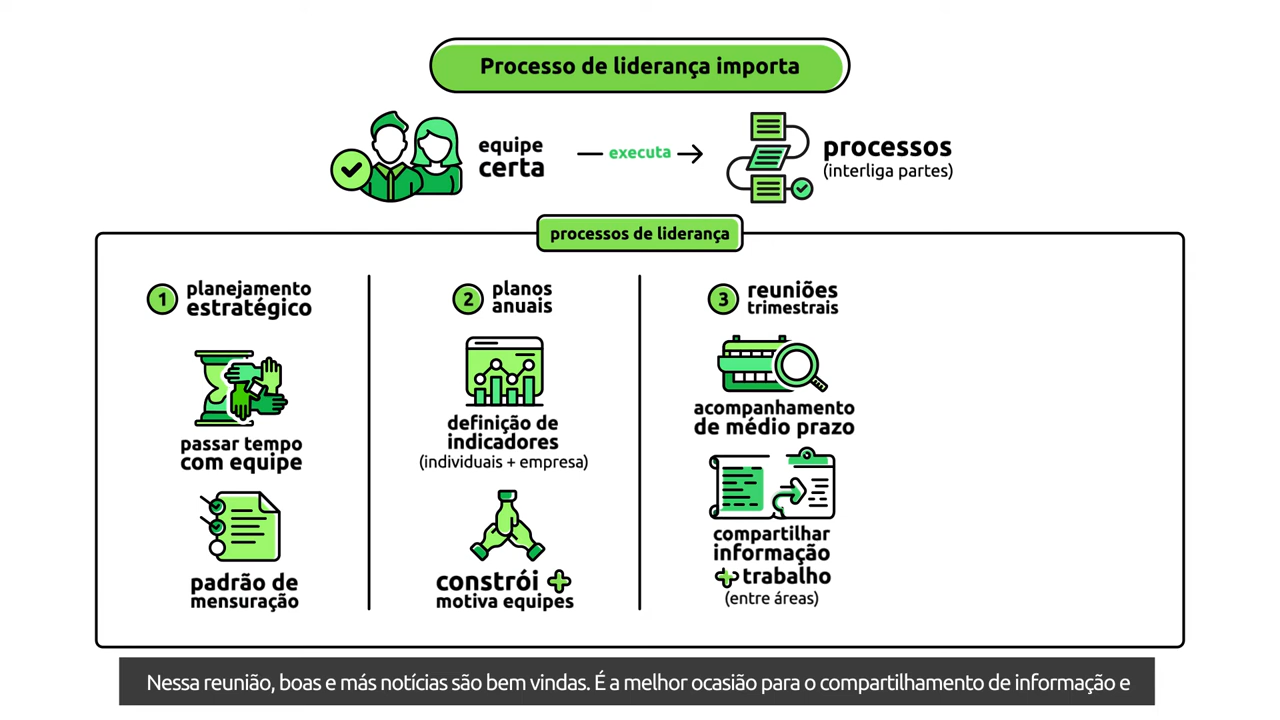 Processo de liderança importa
equipe
certa
executa
processos
(interliga partes)
processos de liderança
1
planejamento
estratégico
passar tempo
com equipe
padrão de
mensuração
2
planos
anuais
definição de
indicadores
(individuais + empresa)
constrói +
motiva equipes
3
reuniões
trimestrais
acompanhamento
de médio prazo
compartilhar
informação
+ trabalho
(entre áreas)
Nessa reunião, boas e más notícias são bem vindas. É a melhor ocasião para o compartilhamento de informação e